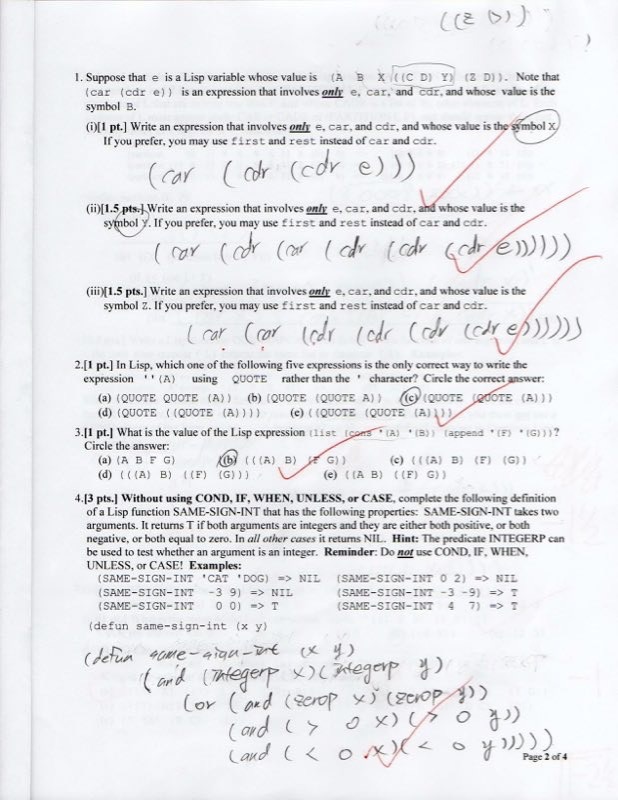 ((Z D))
)
1. Suppose that e is a Lisp variable whose value is (A B X ((C D) Y) (Z D)). Note that
(car (cdr e)) is an expression that involves only e, car, and cdr, and whose value is the
symbol B.
(i)[1 pt.] Write an expression that involves only e, car, and cdr, and whose value is the symbol X.
If you prefer, you may use first and rest instead of car and cdr.
(car (cdr (cdr e)))
(ii)[1.5 pts.] Write an expression that involves only e, car, and cdr, and whose value is the
symbol Y. If you prefer, you may use first and rest instead of car and cdr.
(car (cdr (car (cdr (cdr (cdr e))))))
(iii)[1.5 pts.] Write an expression that involves only e, car, and cdr, and whose value is the
symbol Z. If you prefer, you may use first and rest instead of car and cdr.
(car (car (cdr (cdr (cdr (cdr e))))))
2.[1 pt.] In Lisp, which one of the following five expressions is the only correct way to write the
expression ''(A) using QUOTE rather than the ' character? Circle the correct answer:
(a) (QUOTE QUOTE (A)) (b) (QUOTE (QUOTE A)) (c) (QUOTE (QUOTE (A)))
(d) (QUOTE ((QUOTE (A)))) (e) ((QUOTE (QUOTE (A))))
3.[1 pt.] What is the value of the Lisp expression (list (cons '(A) '(B)) (append '(F) '(G)))?
Circle the answer:
(a) (A B F G) (b) (((A) B) (F G)) (c) (((A) B) (F) (G))
(d) (((A) B) ((F) (G))) (e) ((A B) ((F) G))
4.[3 pts.] Without using COND, IF, WHEN, UNLESS, or CASE, complete the following definition
of a Lisp function SAME-SIGN-INT that has the following properties: SAME-SIGN-INT takes two
arguments. It returns T if both arguments are integers and they are either both positive, or both
negative, or both equal to zero. In all other cases it returns NIL. Hint: The predicate INTEGERP can
be used to test whether an argument is an integer. Reminder: Do not use COND, IF, WHEN,
UNLESS, or CASE! Examples:
(SAME-SIGN-INT 'CAT 'DOG) => NIL (SAME-SIGN-INT 0 2) => NIL
(SAME-SIGN-INT -3 9) => NIL (SAME-SIGN-INT -3 -9) => T
(SAME-SIGN-INT 0 0) => T (SAME-SIGN-INT 4 7) => T
(defun same-sign-int (x y)
(defun same-sign-int (x y)
(and (integerp x)(integerp y)
(or (and (zerop x) (zerop y))
(and (> 0 x) (> 0 y))
(and (< 0 x)(< 0 y)))))
Page 2 of 4